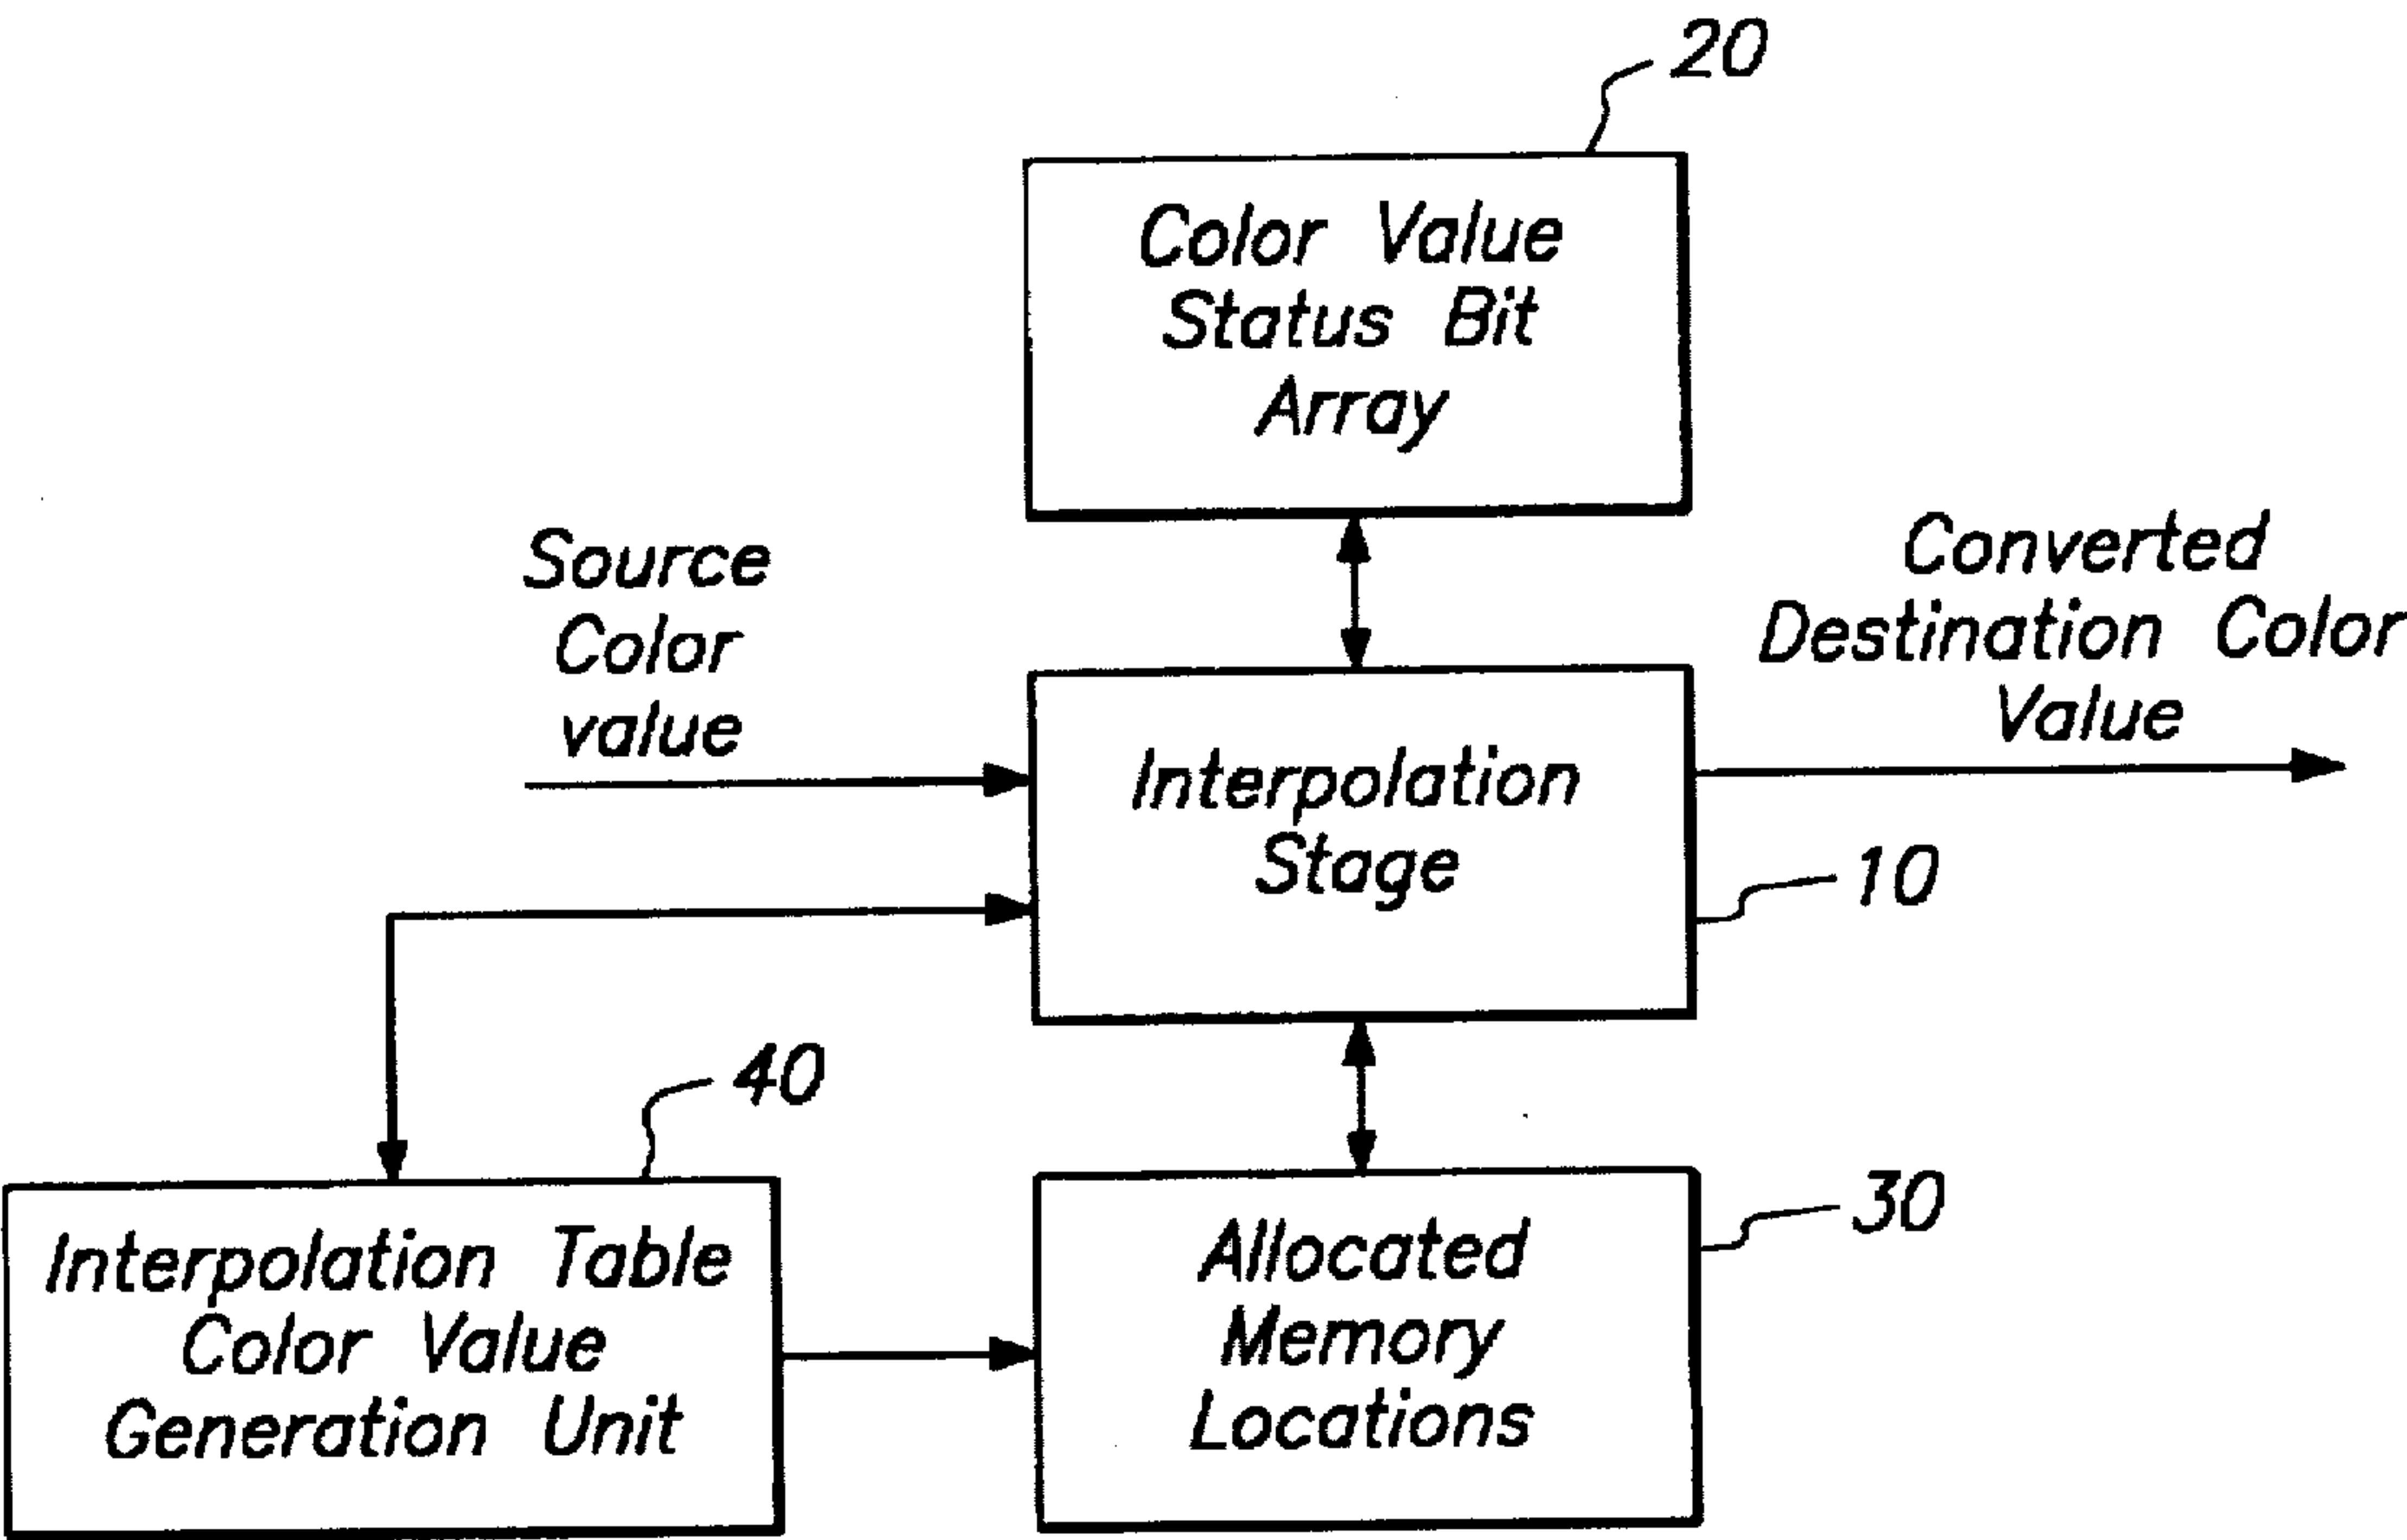 20
Color Value
Status Bit
Array
Source
Color
value
Converted
Destination Color
Value
Interpolation
Stage
10
40
Interpolation Table
Color Value
Generation Unit
Allocated
Memory
Locations
30